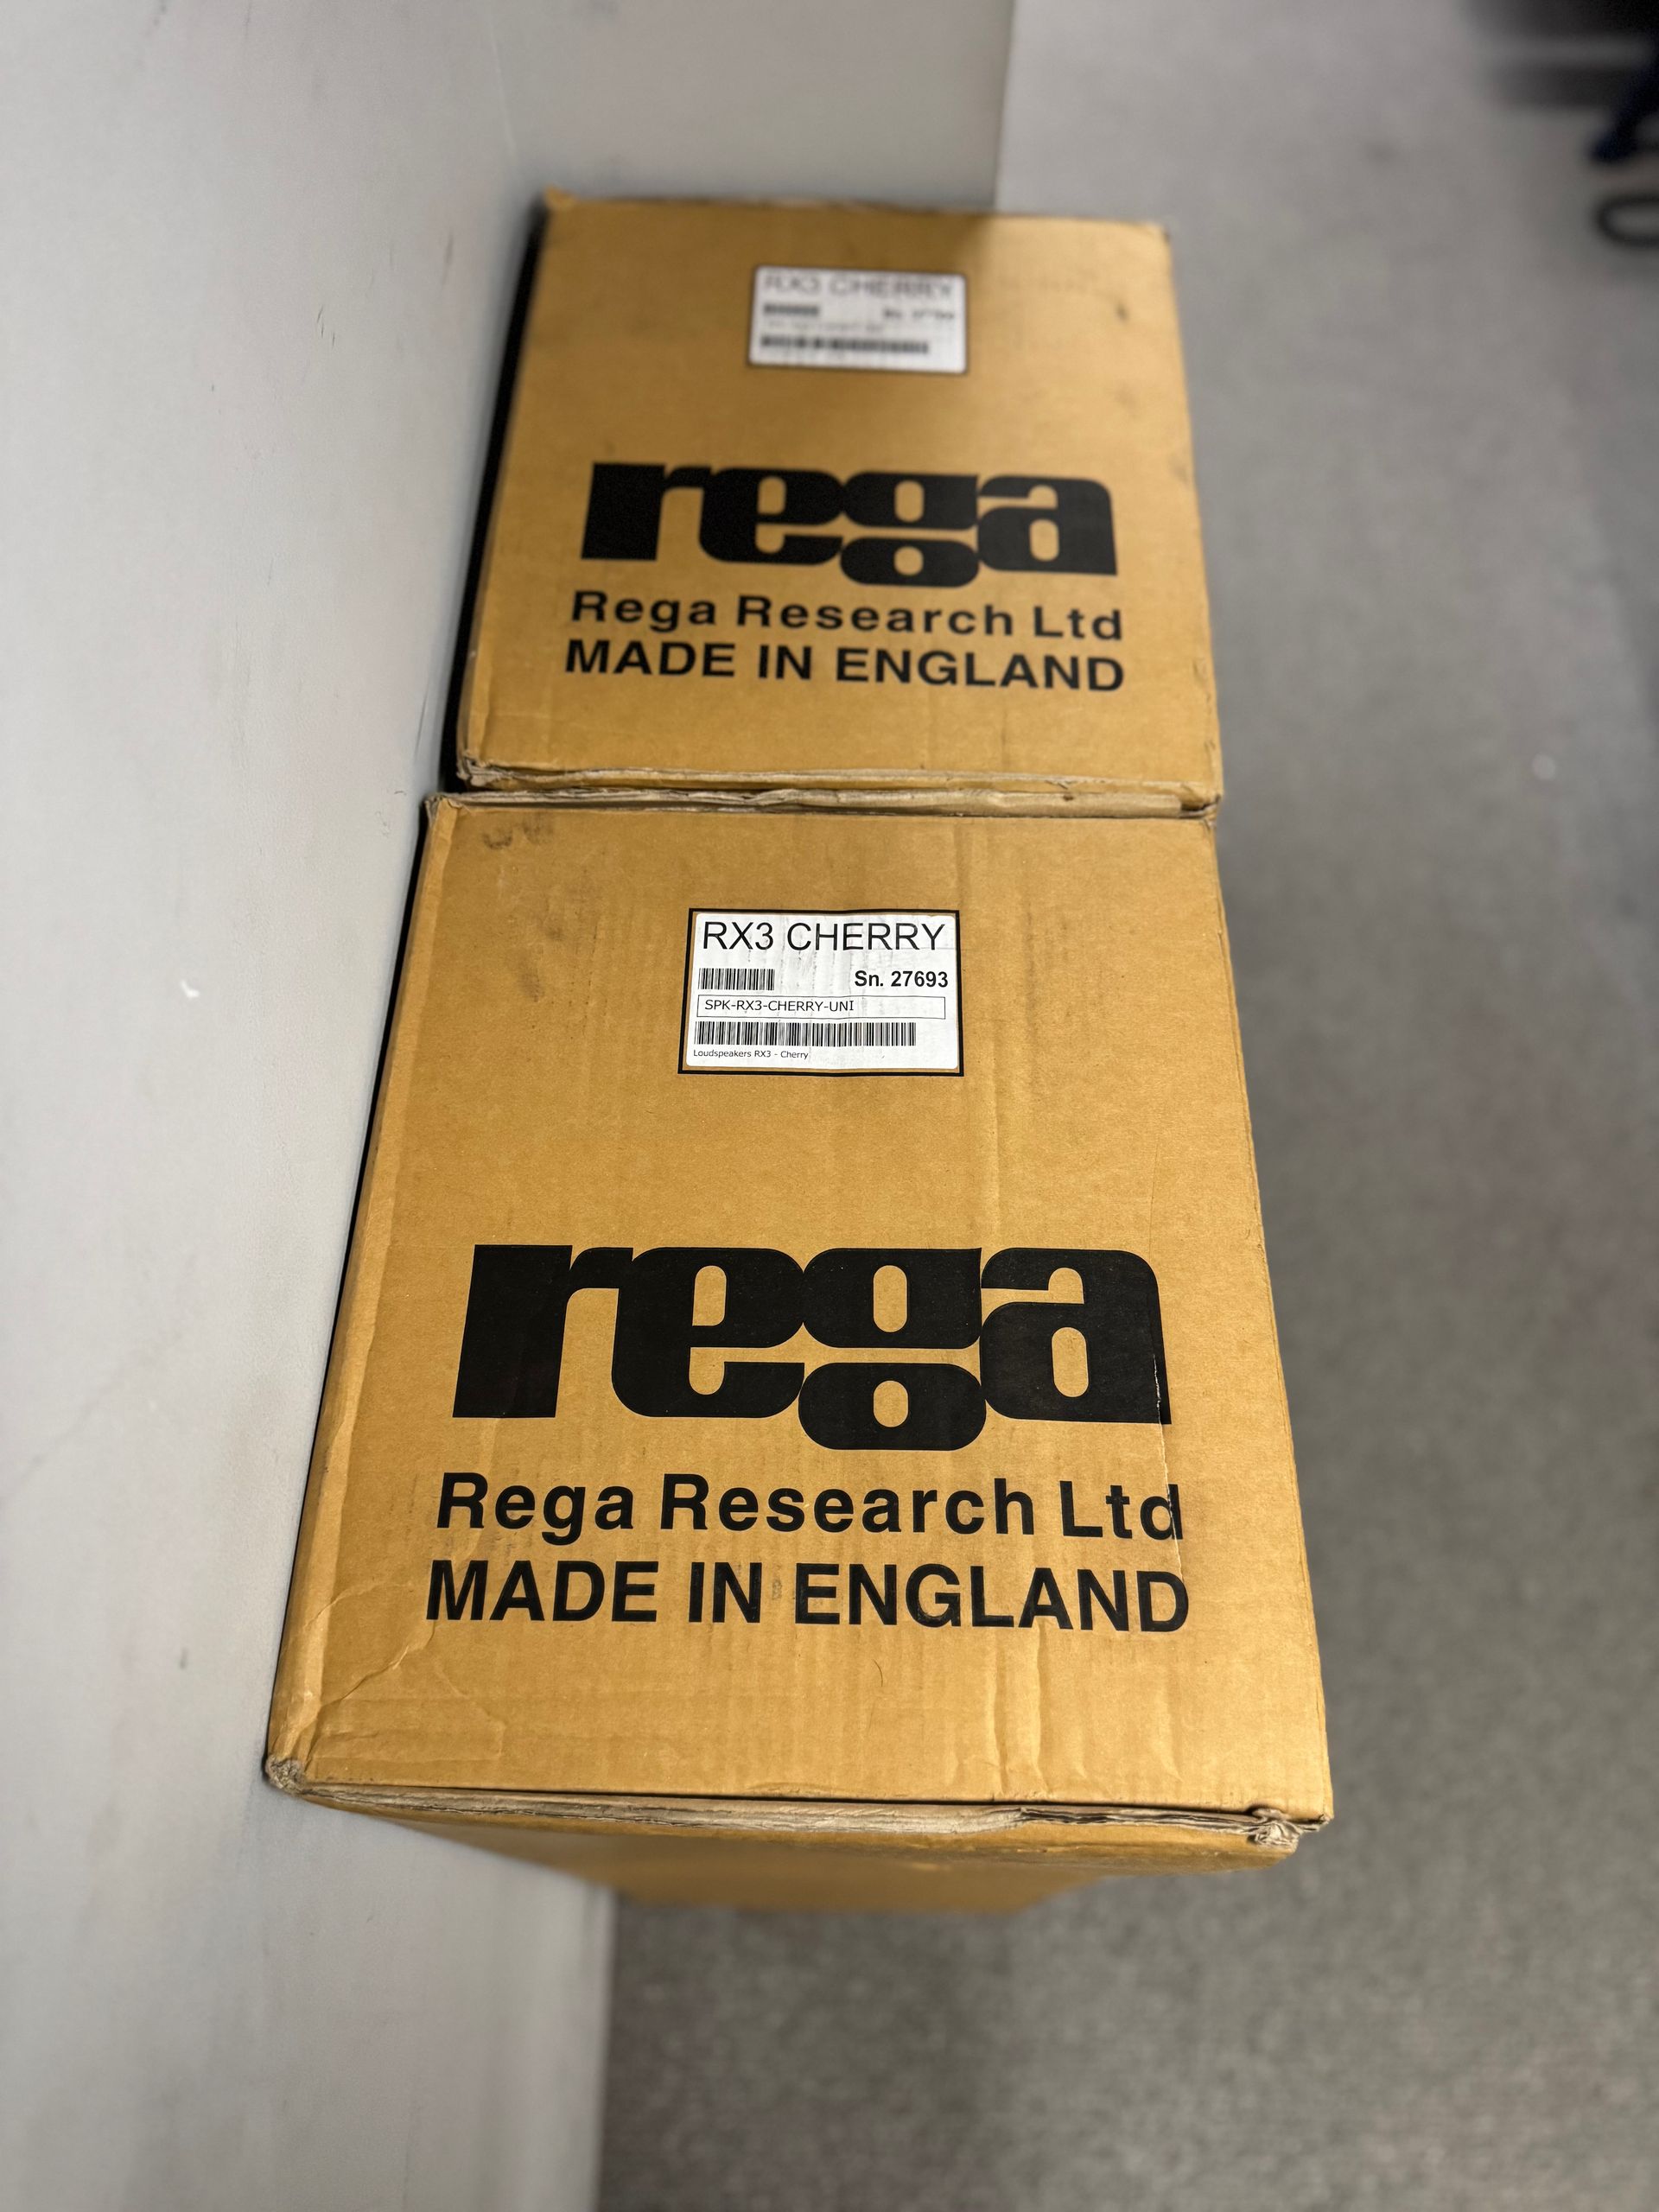 RX3 CHERRY
rega
Rega Research Ltd
MADE IN ENGLAND
RX3 CHERRY
Sn. 27693
SPK-RX3-CHERRY-UNI
Loudspeakers RX3 - Cherry
rega
Rega Research Ltd
MADE IN ENGLAND